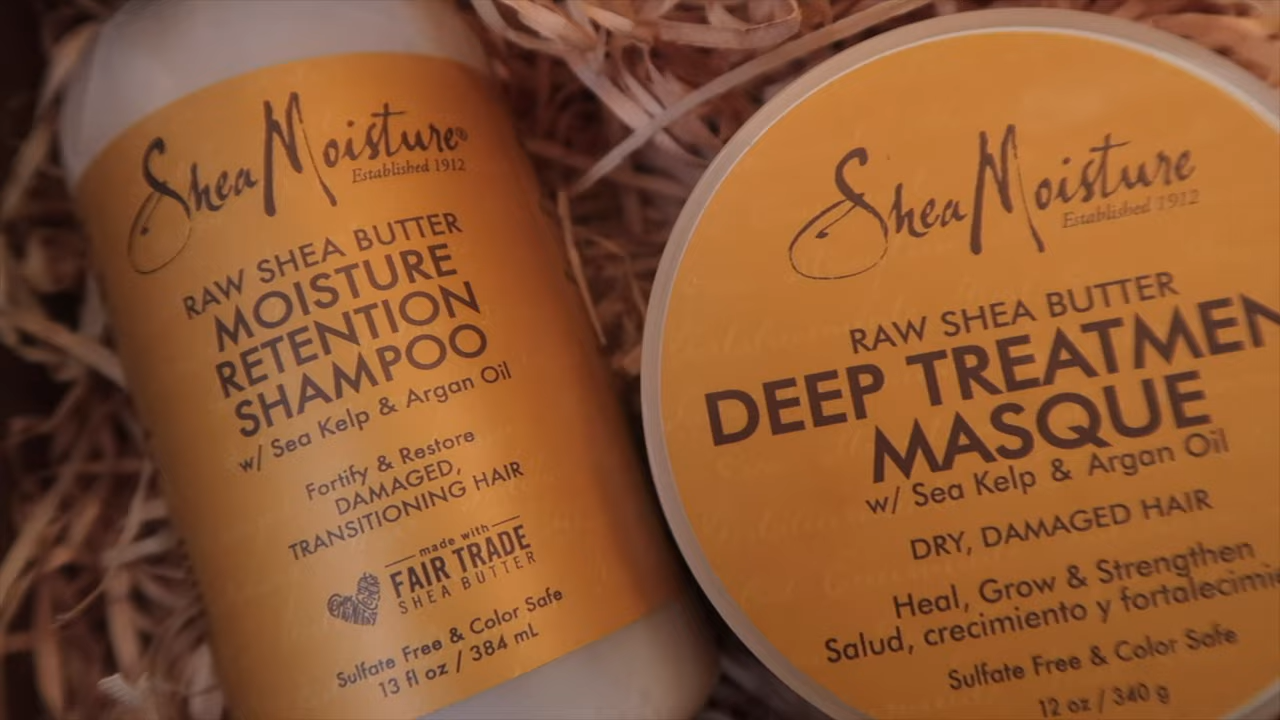 SheaMoisture®
Established 1912
RAW SHEA BUTTER
MOISTURE
RETENTION
SHAMPOO
w/ Sea Kelp & Argan Oil
Fortify & Restore
DAMAGED,
TRANSITIONING HAIR
made with
FAIR TRADE
SHEA BUTTER
Sulfate Free & Color Safe
13 fl oz / 384 mL
SheaMoisture
Established 1912
RAW SHEA BUTTER
DEEP TREATMEN
MASQUE
w/ Sea Kelp & Argan Oil
DRY, DAMAGED HAIR
Heal, Grow & Strengthen
Salud, crecimiento y fortalecimi
Sulfate Free & Color Safe
12 oz / 340 g